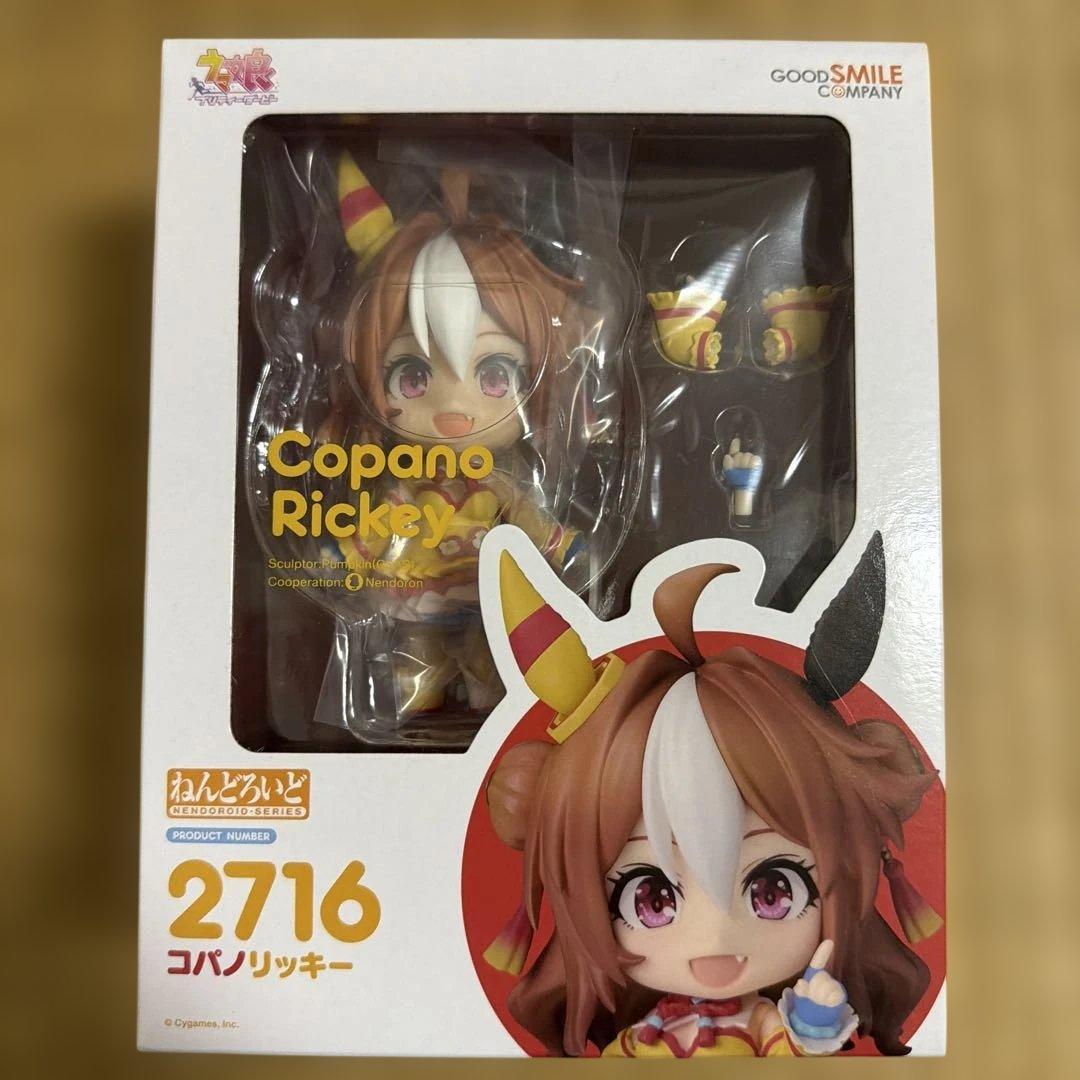 ウマ娘
プリティーダービー
GOOD SMILE
COMPANY
Copano
Rickey
Sculptor:Pumpkin
Cooperation: Nendoron
ねんどろいど
NENDOROID·SERIES
PRODUCT NUMBER
2716
コパノリッキー
© Cygames, Inc.